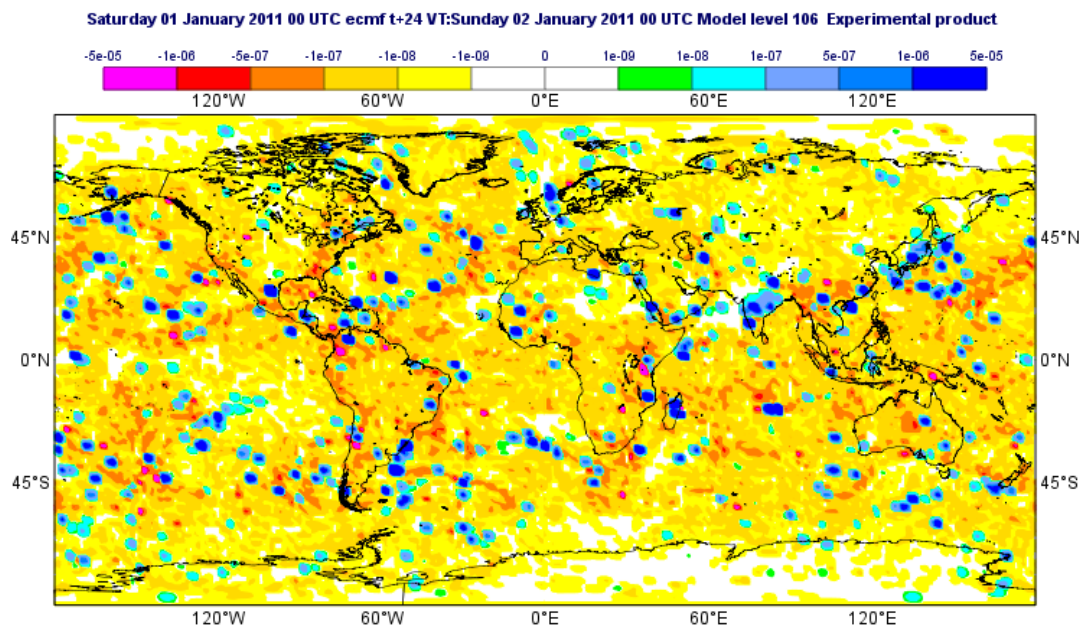 Saturday 01 January 2011 00 UTC ecmf t+24 VT:Sunday 02 January 2011 00 UTC Model level 106  Experimental product
-5e-05 -1e-06 -5e-07 -1e-07 -1e-08 -1e-09 0 1e-09 1e-08 1e-07 5e-07 1e-06 5e-05
120°W 60°W 0°E 60°E 120°E
45°N 45°N
0°N 0°N
45°S 45°S
120°W 60°W 0°E 60°E 120°E